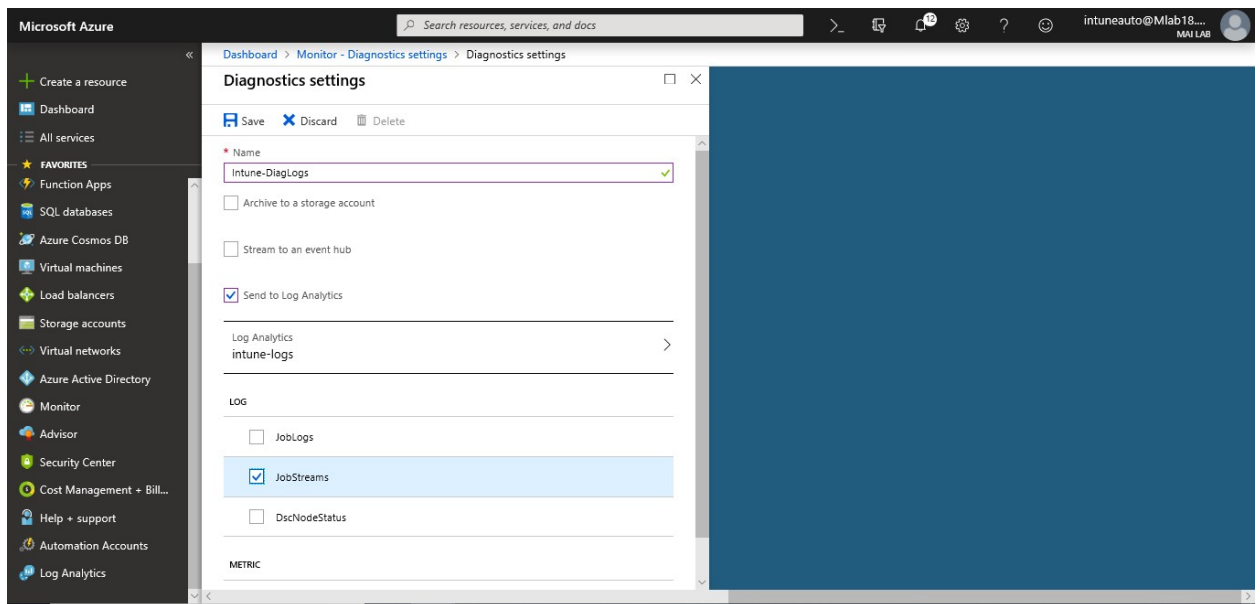 Microsoft Azure
Search resources, services, and docs
>_
12
?
intuneauto@Mlab18....
MAI LAB
«
Create a resource
Dashboard
All services
FAVORITES
Function Apps
SQL databases
Azure Cosmos DB
Virtual machines
Load balancers
Storage accounts
Virtual networks
Azure Active Directory
Monitor
Advisor
Security Center
Cost Management + Bill...
Help + support
Automation Accounts
Log Analytics
Dashboard > Monitor - Diagnostics settings > Diagnostics settings
Diagnostics settings
Save Discard Delete
* Name
Intune-DiagLogs
Archive to a storage account
Stream to an event hub
Send to Log Analytics
Log Analytics
intune-logs
LOG
JobLogs
JobStreams
DscNodeStatus
METRIC